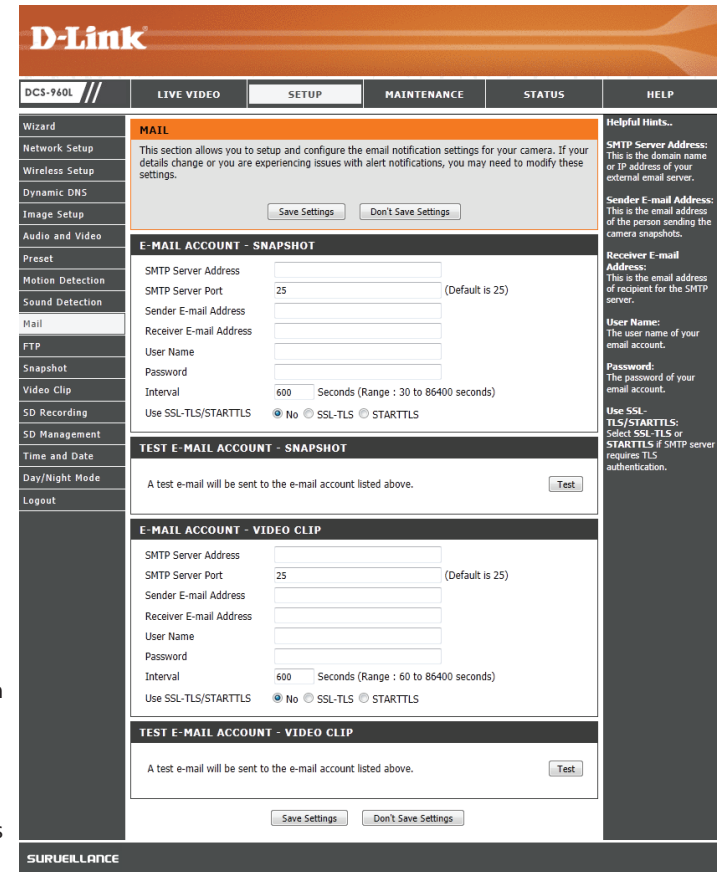 D-Link
DCS-960L
LIVE VIDEO
SETUP
MAINTENANCE
STATUS
HELP
Wizard
Network Setup
Wireless Setup
Dynamic DNS
Image Setup
Audio and Video
Preset
Motion Detection
Sound Detection
Mail
FTP
Snapshot
Video Clip
SD Recording
SD Management
Time and Date
Day/Night Mode
Logout
MAIL
This section allows you to setup and configure the email notification settings for your camera. If your
details change or you are experiencing issues with alert notifications, you may need to modify these
settings.
Save Settings Don't Save Settings
E-MAIL ACCOUNT - SNAPSHOT
SMTP Server Address
SMTP Server Port 25 (Default is 25)
Sender E-mail Address
Receiver E-mail Address
User Name
Password
Interval 600 Seconds (Range : 30 to 86400 seconds)
Use SSL-TLS/STARTTLS No SSL-TLS STARTTLS
TEST E-MAIL ACCOUNT - SNAPSHOT
A test e-mail will be sent to the e-mail account listed above. Test
E-MAIL ACCOUNT - VIDEO CLIP
SMTP Server Address
SMTP Server Port 25 (Default is 25)
Sender E-mail Address
Receiver E-mail Address
User Name
Password
Interval 600 Seconds (Range : 60 to 86400 seconds)
Use SSL-TLS/STARTTLS No SSL-TLS STARTTLS
TEST E-MAIL ACCOUNT - VIDEO CLIP
A test e-mail will be sent to the e-mail account listed above. Test
Save Settings Don't Save Settings
Helpful Hints..
SMTP Server Address:
This is the domain name
or IP address of your
external email server.
Sender E-mail Address:
This is the email address
of the person sending the
camera snapshots.
Receiver E-mail
Address:
This is the email address
of recipient for the SMTP
server.
User Name:
The user name of your
email account.
Password:
The password of your
email account.
Use SSL-
TLS/STARTTLS:
Select SSL-TLS or
STARTTLS if SMTP server
requires TLS
authentication.
SURVEILLANCE